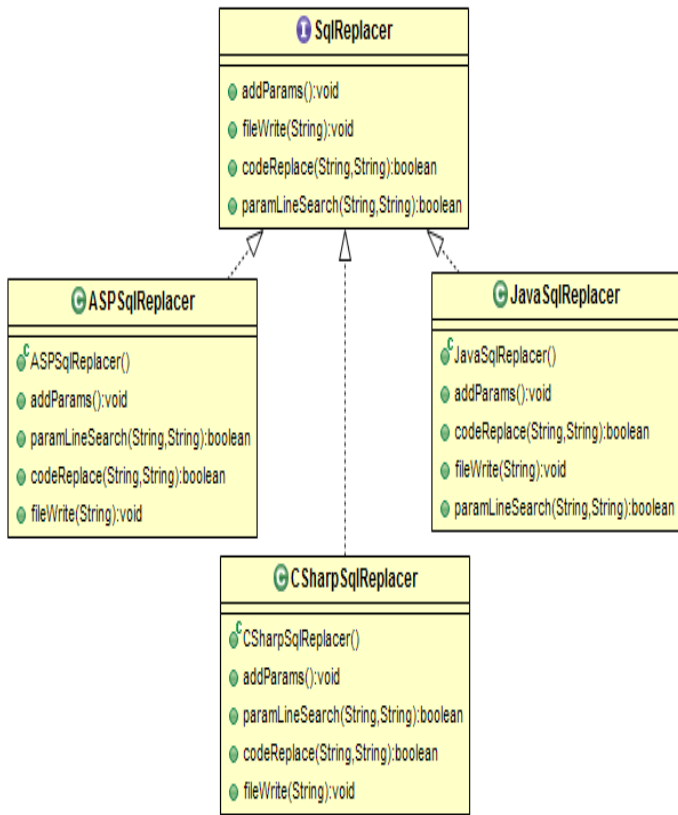 I SqlReplacer
addParams():void
fileWrite(String):void
codeReplace(String,String):boolean
paramLineSearch(String,String):boolean
C ASPSqlReplacer
C ASPSqlReplacer()
addParams():void
paramLineSearch(String,String):boolean
codeReplace(String,String):boolean
fileWrite(String):void
C JavaSqlReplacer
C JavaSqlReplacer()
addParams():void
codeReplace(String,String):boolean
fileWrite(String):void
paramLineSearch(String,String):boolean
C CSharpSqlReplacer
C CSharpSqlReplacer()
addParams():void
paramLineSearch(String,String):boolean
codeReplace(String,String):boolean
fileWrite(String):void